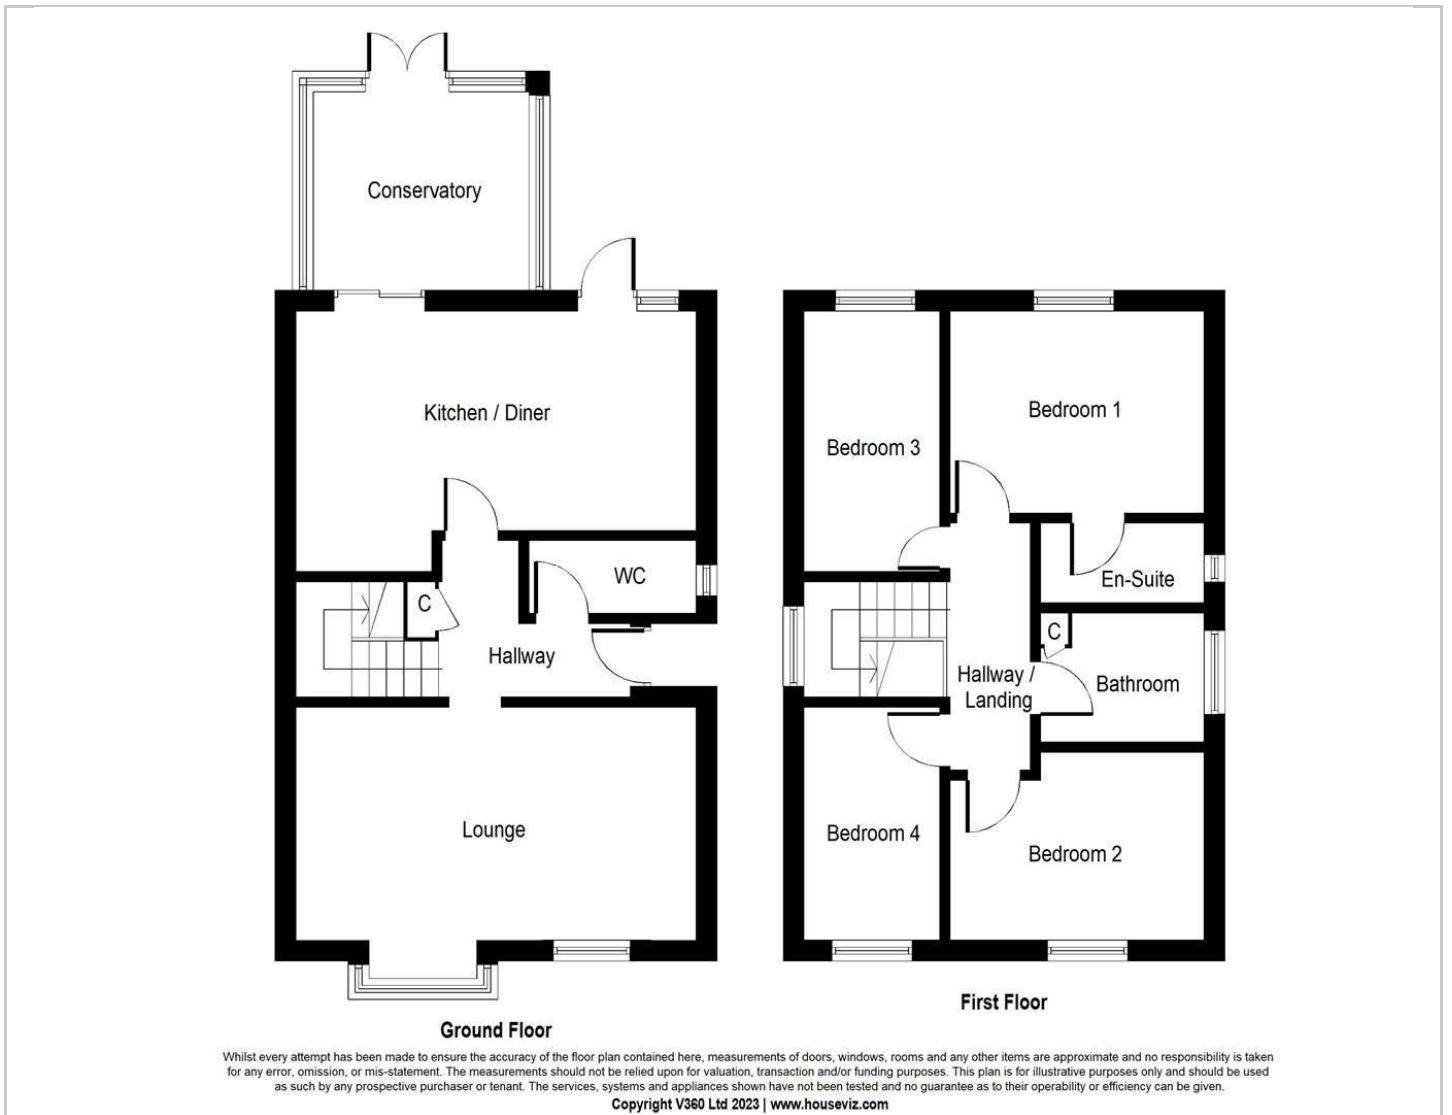 Conservatory
Kitchen / Diner
WC
C
Hallway
Lounge
Ground Floor
Bedroom 3
Bedroom 1
En-Suite
C
Bathroom
Hallway /
Landing
Bedroom 4
Bedroom 2
First Floor
Whilst every attempt has been made to ensure the accuracy of the floor plan contained here, measurements of doors, windows, rooms and any other items are approximate and no responsibility is taken
for any error, omission, or mis-statement. The measurements should not be relied upon for valuation, transaction and/or funding purposes. This plan is for illustrative purposes only and should be used
as such by any prospective purchaser or tenant. The services, systems and appliances shown have not been tested and no guarantee as to their operability or efficiency can be given.
Copyright V360 Ltd 2023 | www.houseviz.com